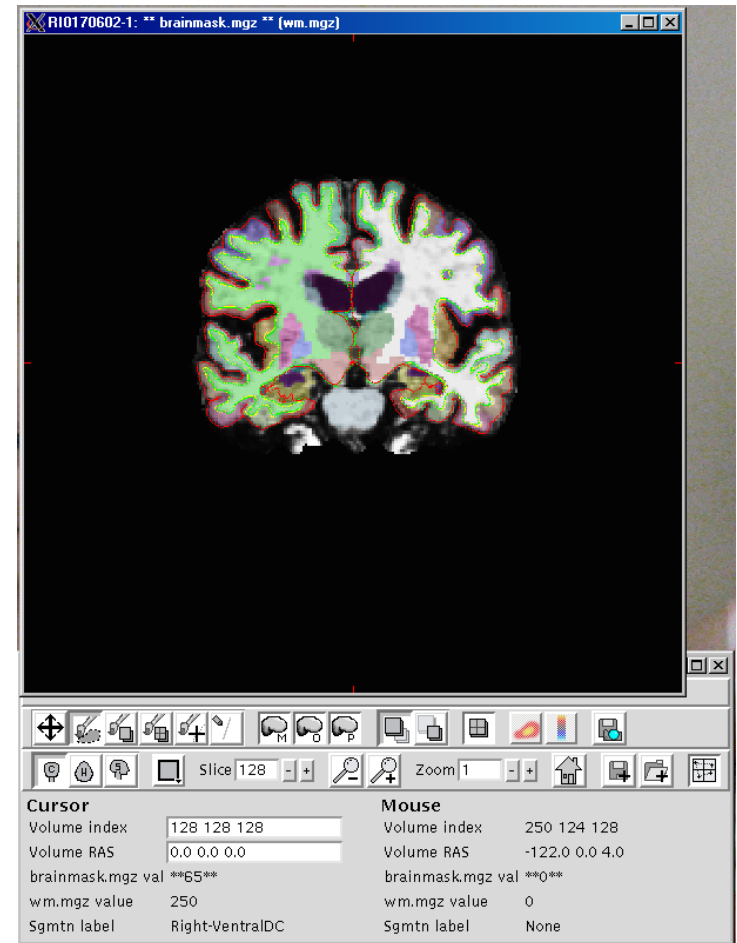 RI0170602-1: ** brainmask.mgz ** (wm.mgz)
M O P
C H S Slice 128 - + Zoom 1 - +
Cursor Mouse
Volume index 128 128 128 Volume index 250 124 128
Volume RAS 0.0 0.0 0.0 Volume RAS -122.0 0.0 4.0
brainmask.mgz val **65** brainmask.mgz val **0**
wm.mgz value 250 wm.mgz value 0
Sgmtn label Right-VentralDC Sgmtn label None